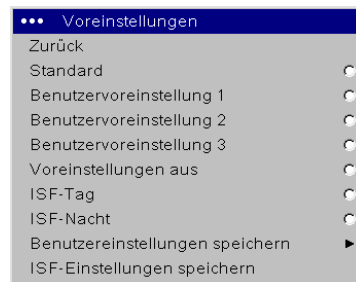 ••• Voreinstellungen
Zurück
Standard
Benutzervoreinstellung 1
Benutzervoreinstellung 2
Benutzervoreinstellung 3
Voreinstellungen aus
ISF-Tag
ISF-Nacht
Benutzereinstellungen speichern
ISF-Einstellungen speichern